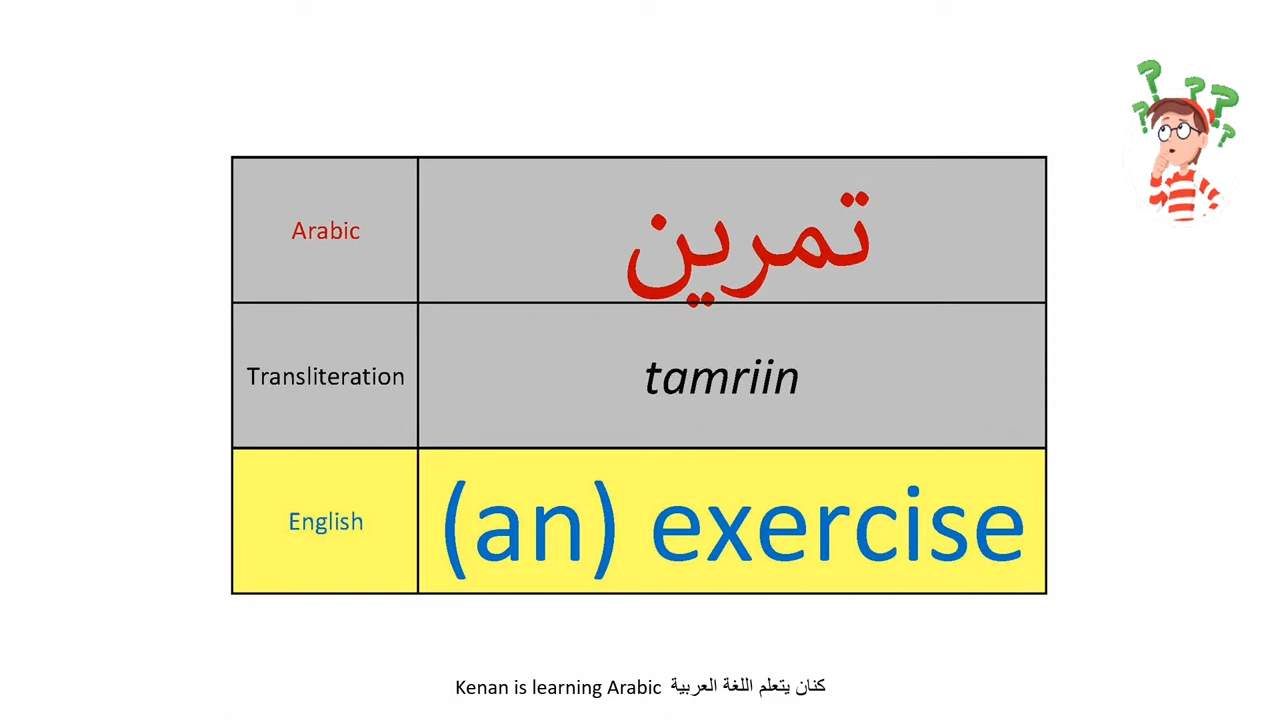 Arabic تمرين
Transliteration tamriin
English (an) exercise
Kenan is learning Arabic كنان يتعلم اللغة العربية